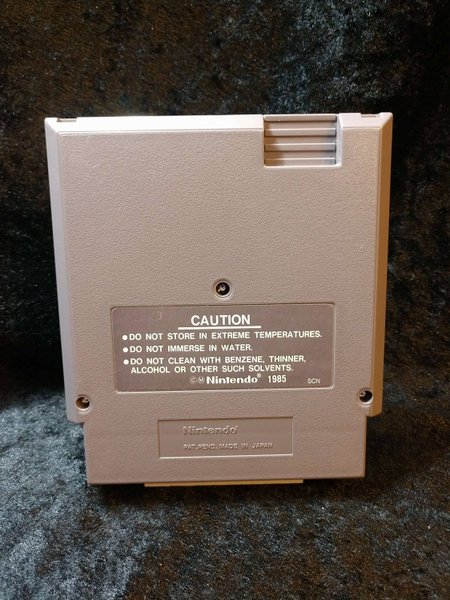 CAUTION
●DO NOT STORE IN EXTREME TEMPERATURES.
●DO NOT IMMERSE IN WATER.
●DO NOT CLEAN WITH BENZENE, THINNER,
ALCOHOL OR OTHER SUCH SOLVENTS.
©Ⓜ Nintendo® 1985 SCN
Nintendo®
PAT. PEND. MADE IN JAPAN